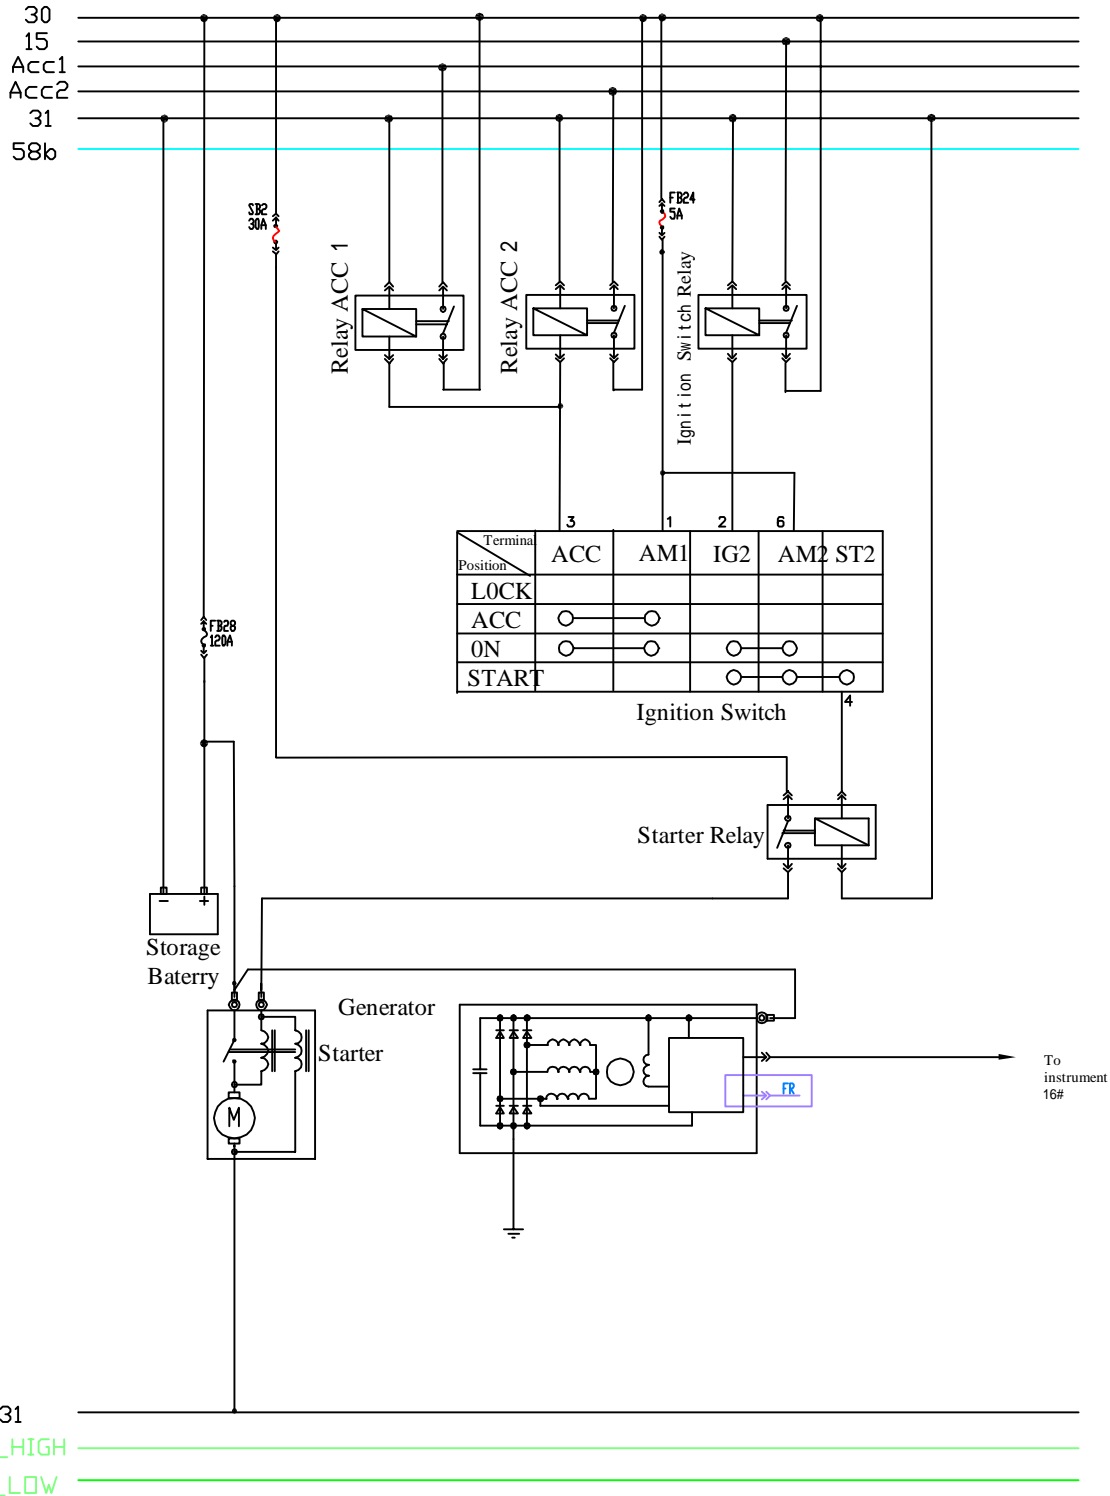 30
15
Acc1
Acc2
31
58b
SB2
30A
FB24
5A
Relay ACC 1
Relay ACC 2
Ignition Switch Relay
3 1 2 6
Termina ACC AM1 IG2 AM2 ST2
Position
L0CK
ACC
0N
START
4
Ignition Switch
FB28
120A
Starter Relay
- +
Storage
Baterry
Generator
Starter
M
FR
To
instrument
16#
31
_HIGH
_LOW